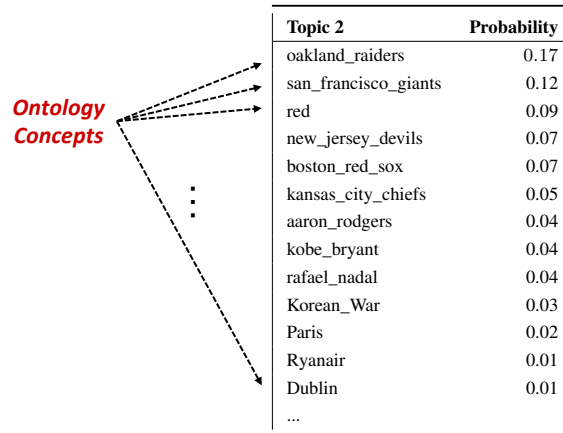 Topic 2 Probability
oakland_raiders 0.17
san_francisco_giants 0.12
Ontology Concepts
red 0.09
new_jersey_devils 0.07
boston_red_sox 0.07
kansas_city_chiefs 0.05
aaron_rodgers 0.04
kobe_bryant 0.04
rafael_nadal 0.04
Korean_War 0.03
Paris 0.02
Ryanair 0.01
Dublin 0.01
...